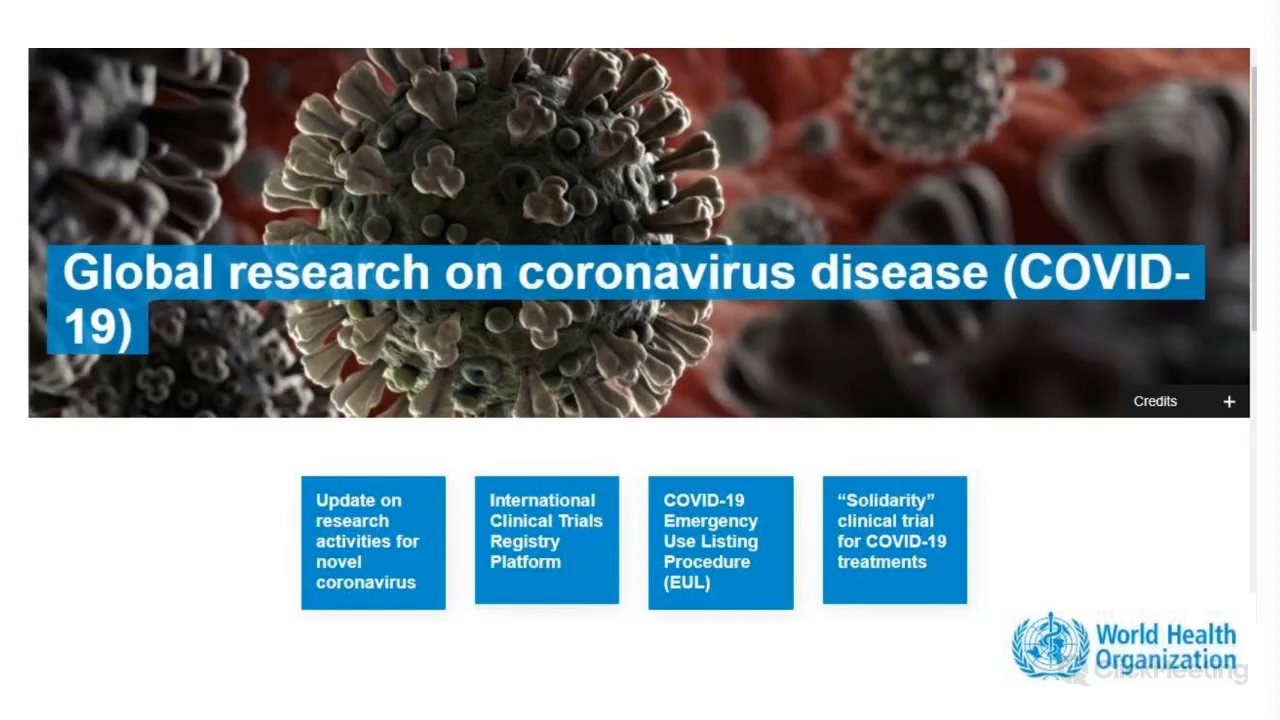 Global research on coronavirus disease (COVID-
19)
Credits +
Update on
research
activities for
novel
coronavirus
International
Clinical Trials
Registry
Platform
COVID-19
Emergency
Use Listing
Procedure
(EUL)
“Solidarity”
clinical trial
for COVID-19
treatments
World Health
Organization
ClickMeeting